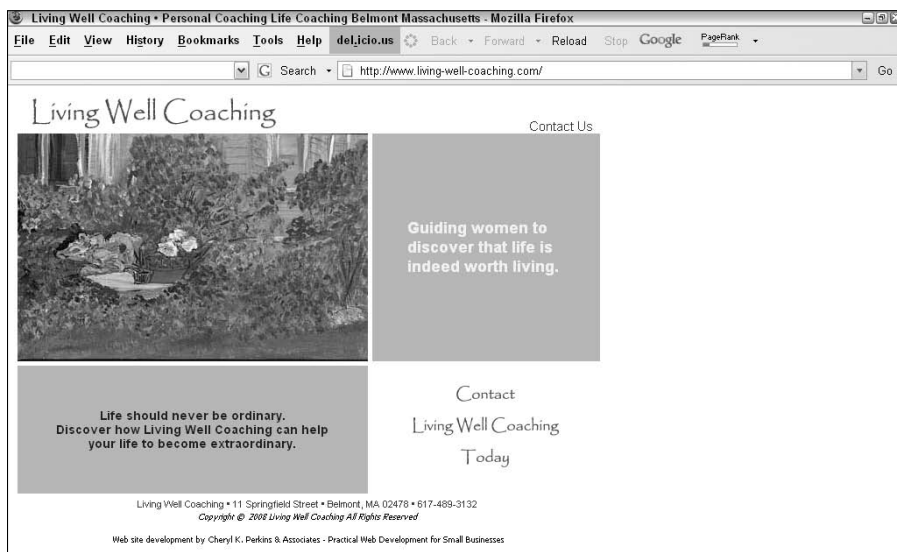 Living Well Coaching • Personal Coaching Life Coaching Belmont Massachusetts - Mozilla Firefox
File Edit View History Bookmarks Tools Help del.icio.us Back Forward Reload Stop Google PageRank
G Search http://www.living-well-coaching.com/ Go
Living Well Coaching
Contact Us
Guiding women to
discover that life is
indeed worth living.
Life should never be ordinary.
Discover how Living Well Coaching can help
your life to become extraordinary.
Contact
Living Well Coaching
Today
Living Well Coaching • 11 Springfield Street • Belmont, MA 02478 • 617-489-3132
Copyright © 2008 Living Well Coaching All Rights Reserved
Web site development by Cheryl K. Perkins & Associates - Practical Web Development for Small Businesses